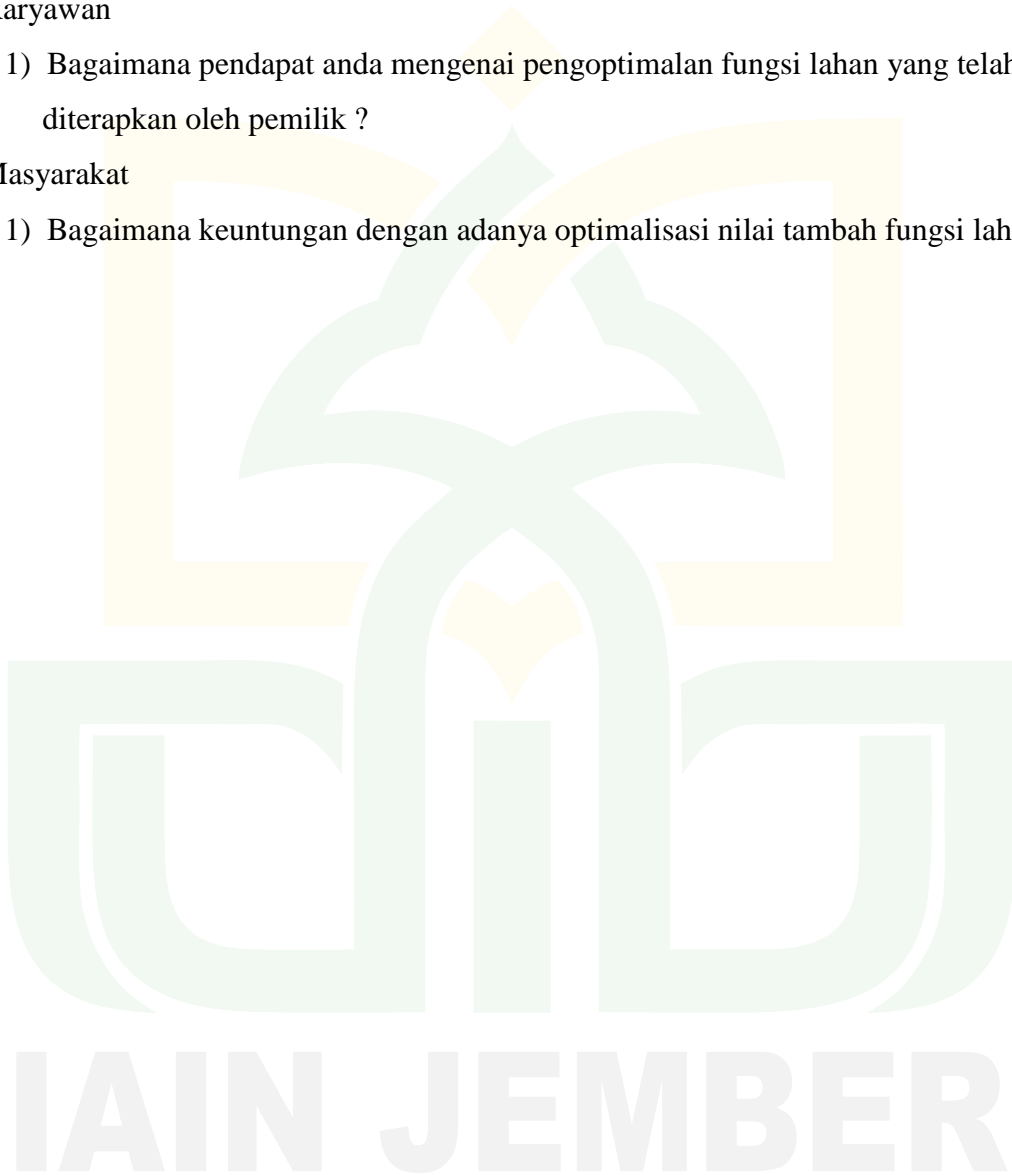 aryawan
1) Bagaimana pendapat anda mengenai pengoptimalan fungsi lahan yang telah
diterapkan oleh pemilik ?
Masyarakat
1) Bagaimana keuntungan dengan adanya optimalisasi nilai tambah fungsi lah
IAIN JEMBER